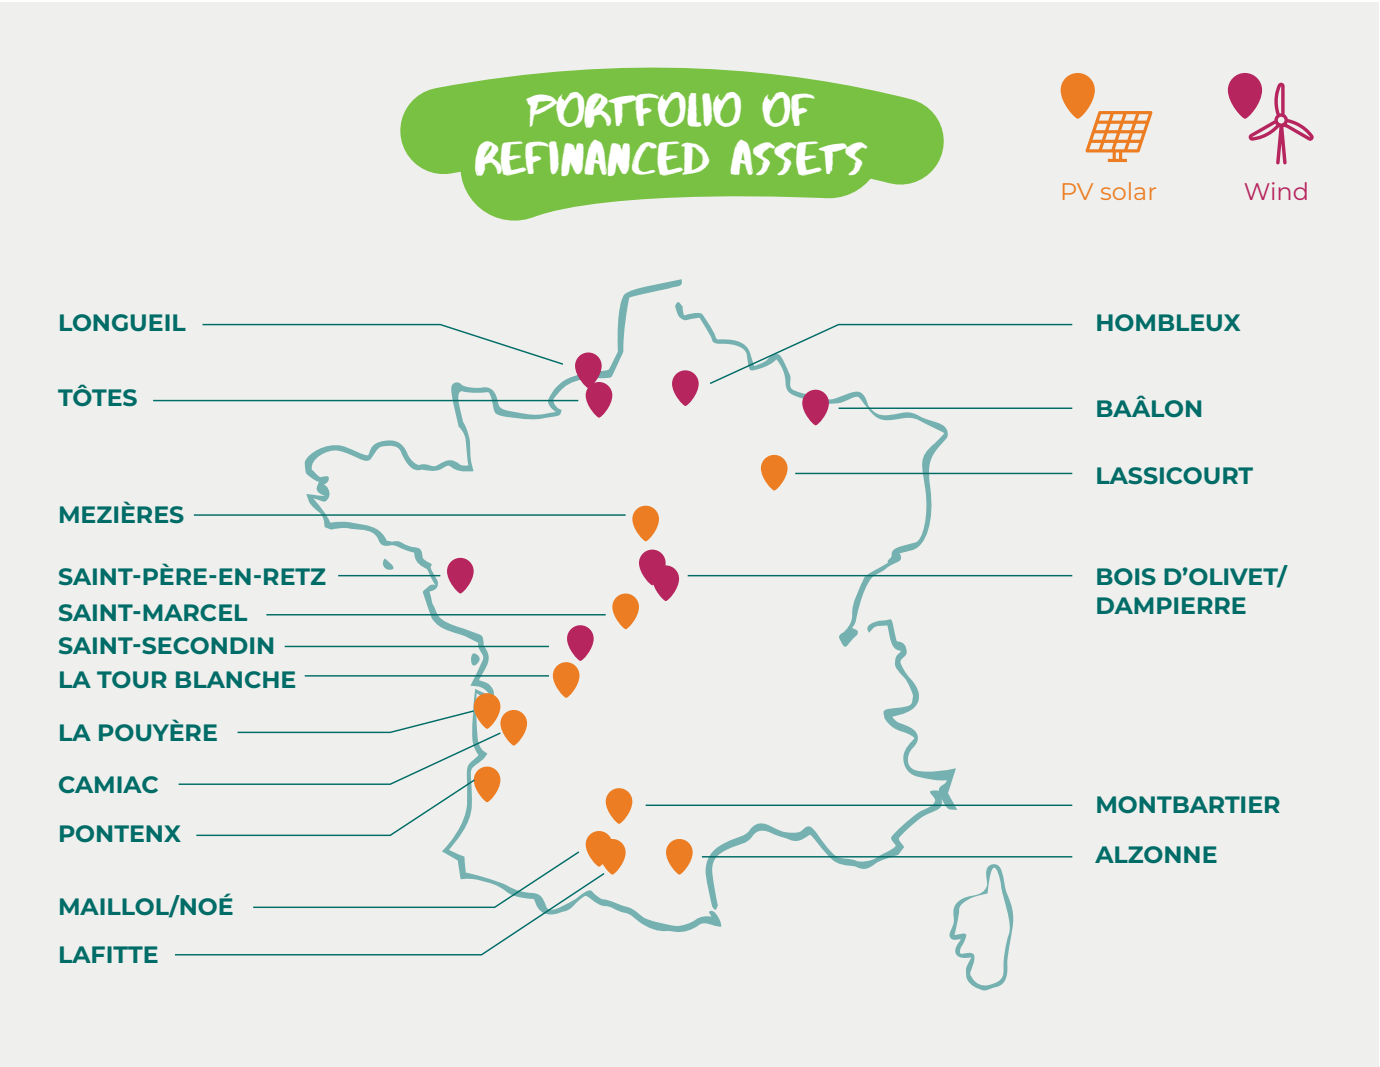 PORTFOLIO OF
REFINANCED ASSETS
PV solar
Wind
LONGUEIL
TÔTES
MEZIÈRES
SAINT-PÈRE-EN-RETZ
SAINT-MARCEL
SAINT-SECONDIN
LA TOUR BLANCHE
LA POUYÈRE
CAMIAC
PONTENX
MAILLOL/NOÉ
LAFITTE
HOMBLEUX
BAÂLON
LASSICOURT
BOIS D’OLIVET/
DAMPIERRE
MONTBARTIER
ALZONNE